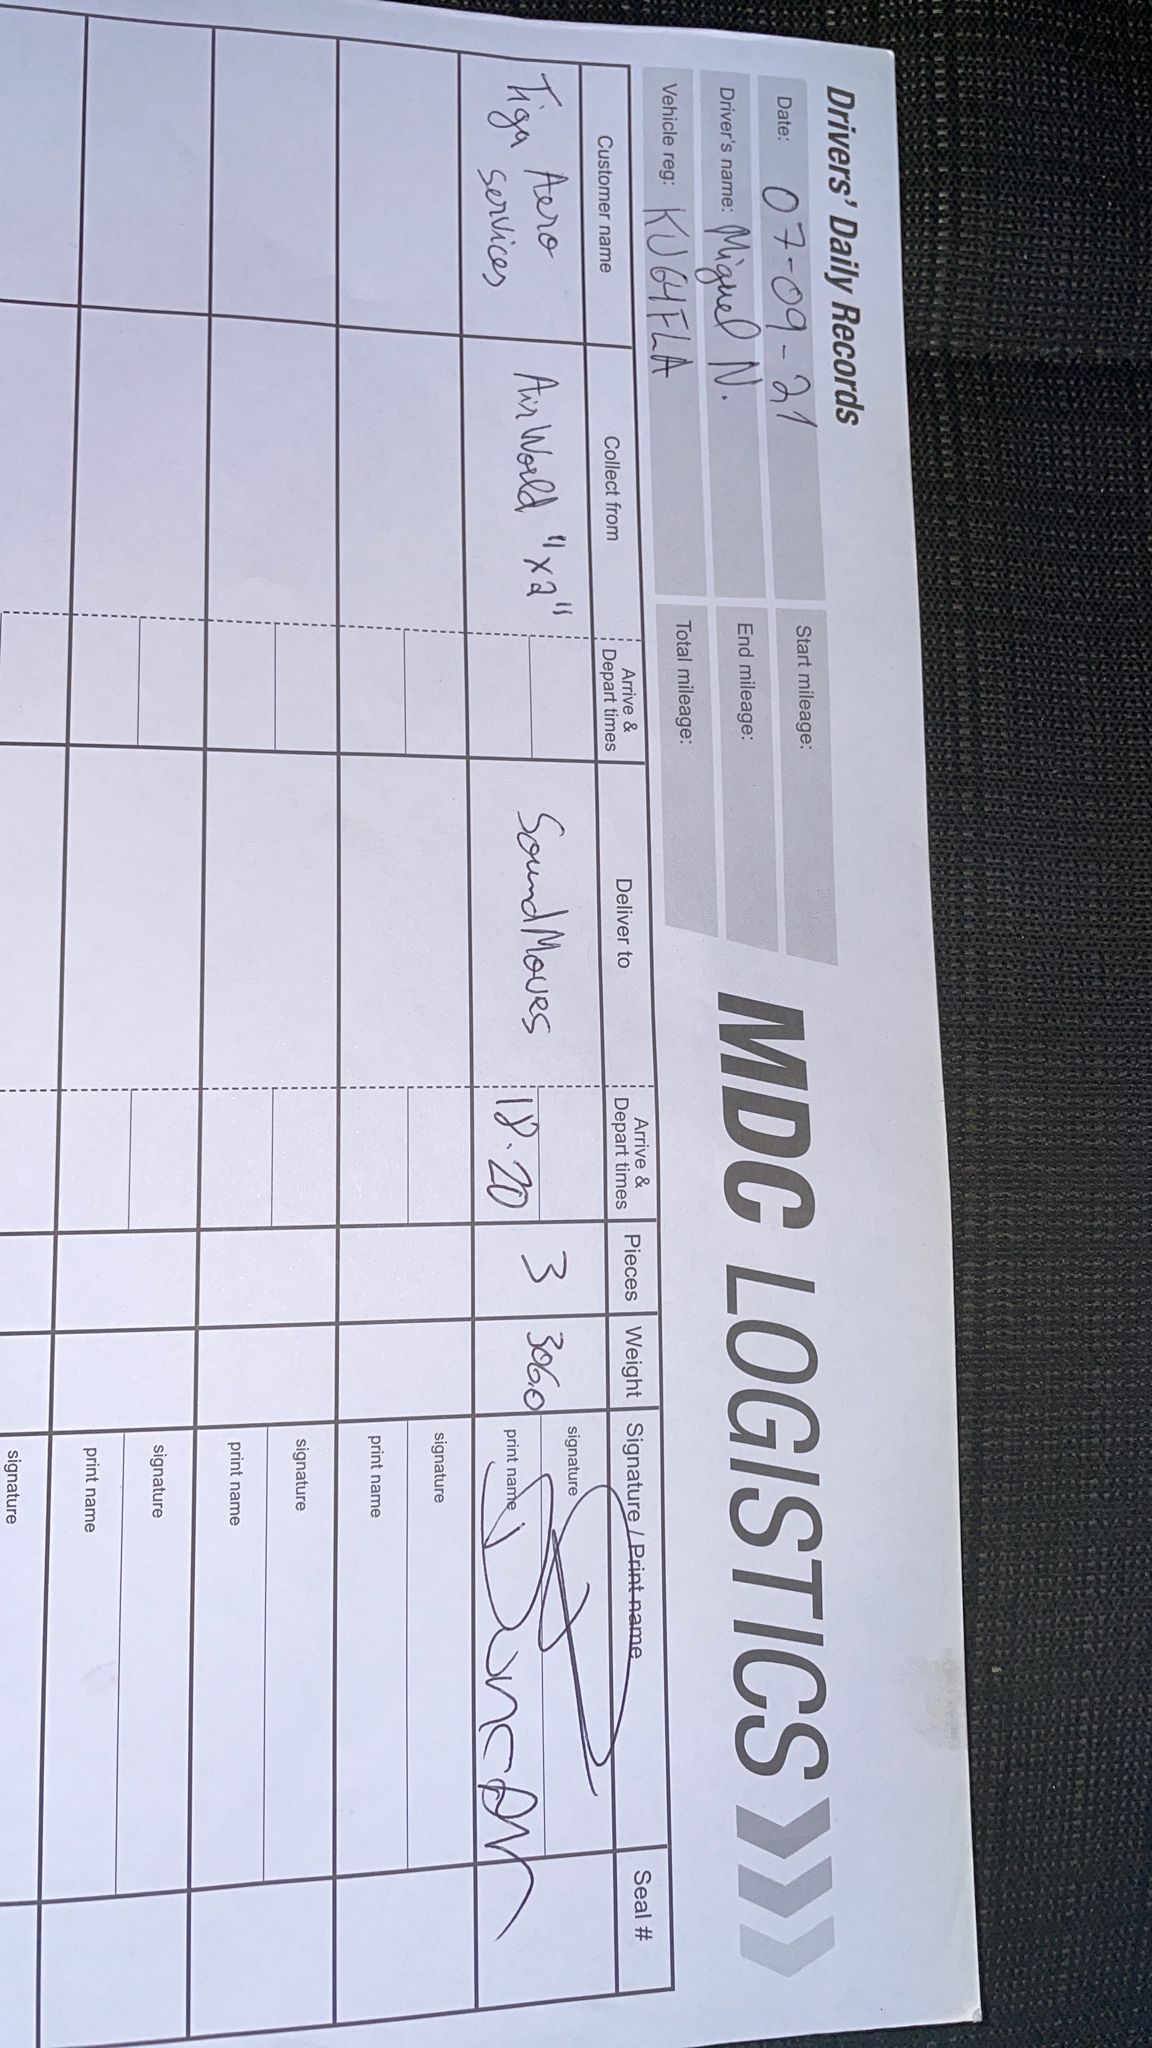 Drivers' Daily Records
MDC LOGISTICS
Date: 07-09-21
Start mileage:
Driver's name: Miguel N.
End mileage:
Vehicle reg: KU64FLA
Total mileage:
Customer name
Collect from
Arrive & Depart times
Deliver to
Arrive & Depart times
Pieces
Weight
Signature / Print name
Seal #
Tiga Aero
services
AirWorld "x2"
SoundMoves
18.20
3
306.0
signature
print name Duncan
signature
print name
signature
print name
signature
print name
signature